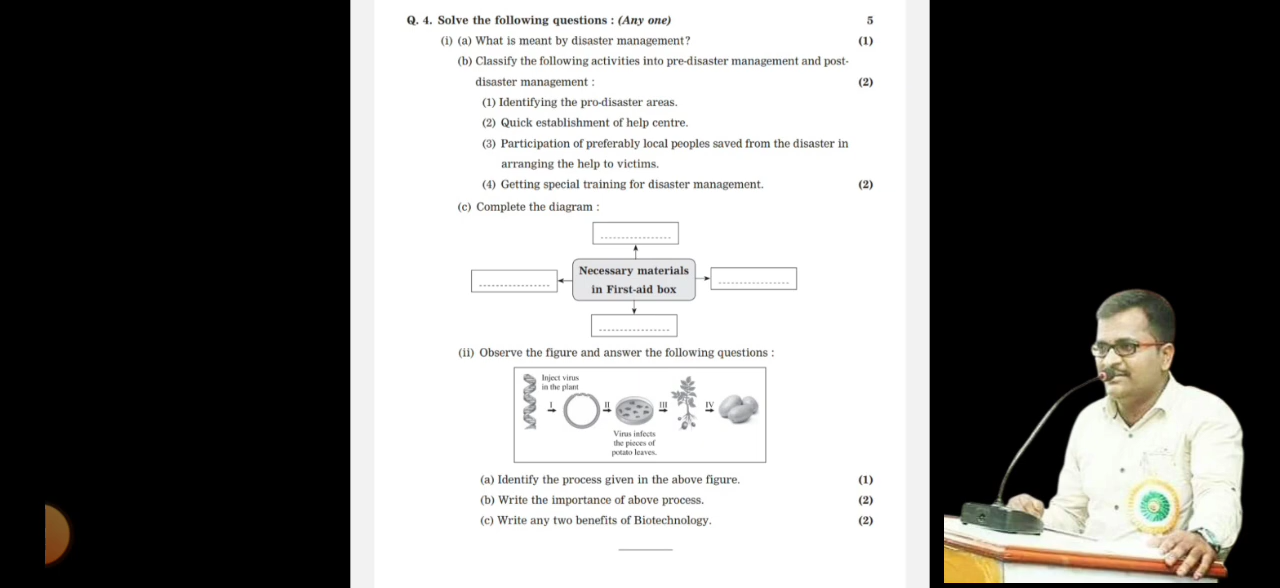 Q. 4. Solve the following questions : (Any one) 5
(i) (a) What is meant by disaster management? (1)
(b) Classify the following activities into pre-disaster management and post-
disaster management : (2)
(1) Identifying the pro-disaster areas.
(2) Quick establishment of help centre.
(3) Participation of preferably local peoples saved from the disaster in
arranging the help to victims.
(4) Getting special training for disaster management. (2)
(c) Complete the diagram :
Necessary materials
in First-aid box
(ii) Observe the figure and answer the following questions :
Inject virus
in the plant
I II III IV
Virus infects
the pieces of
potato leaves.
(a) Identify the process given in the above figure. (1)
(b) Write the importance of above process. (2)
(c) Write any two benefits of Biotechnology. (2)